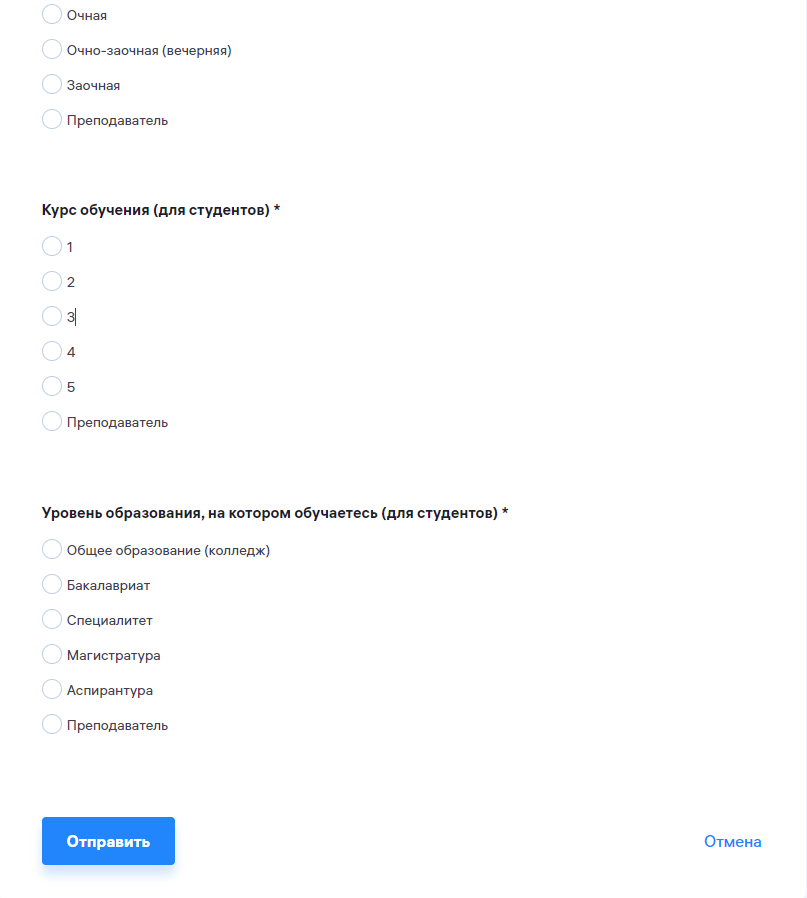 Очная
Очно-заочная (вечерняя)
Заочная
Преподаватель
Курс обучения (для студентов) *
1
2
3
4
5
Преподаватель
Уровень образования, на котором обучаетесь (для студентов) *
Общее образование (колледж)
Бакалавриат
Специалитет
Магистратура
Аспирантура
Преподаватель
Отправить
Отмена